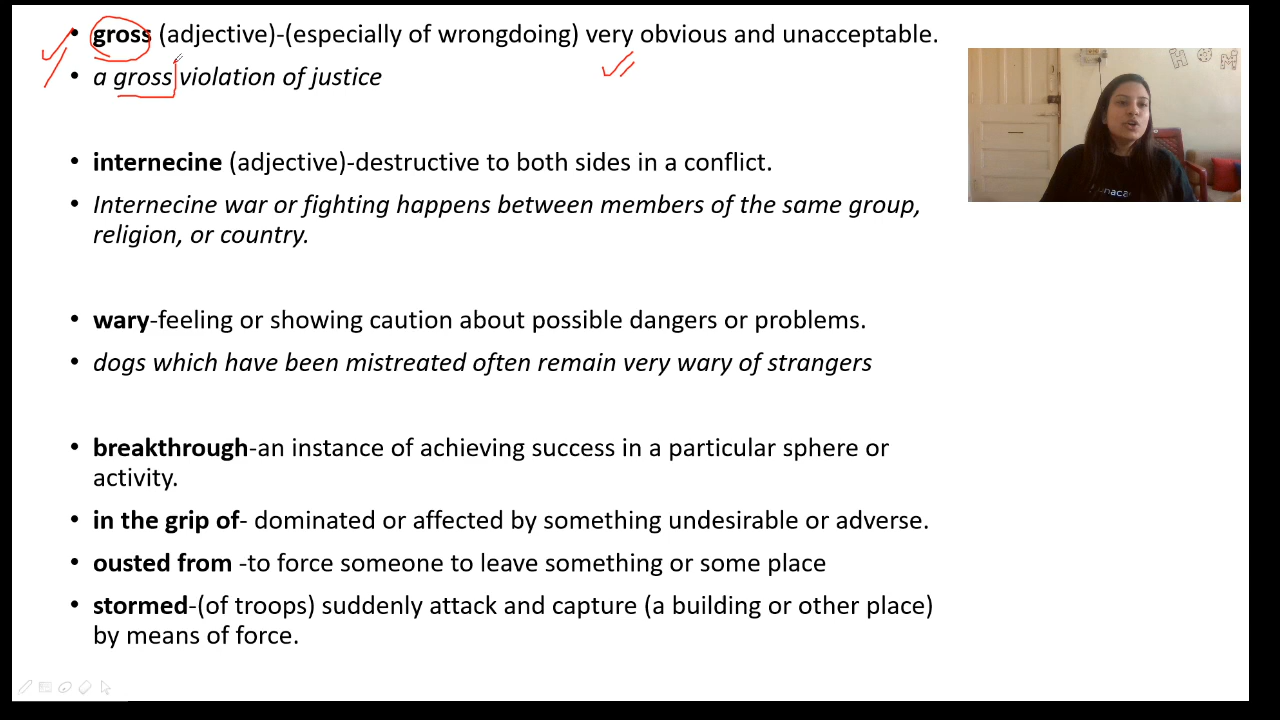 • gross (adjective)-(especially of wrongdoing) very obvious and unacceptable.
• a gross violation of justice
• internecine (adjective)-destructive to both sides in a conflict.
• Internecine war or fighting happens between members of the same group,
religion, or country.
• wary-feeling or showing caution about possible dangers or problems.
• dogs which have been mistreated often remain very wary of strangers
• breakthrough-an instance of achieving success in a particular sphere or
activity.
• in the grip of- dominated or affected by something undesirable or adverse.
• ousted from -to force someone to leave something or some place
• stormed-(of troops) suddenly attack and capture (a building or other place)
by means of force.